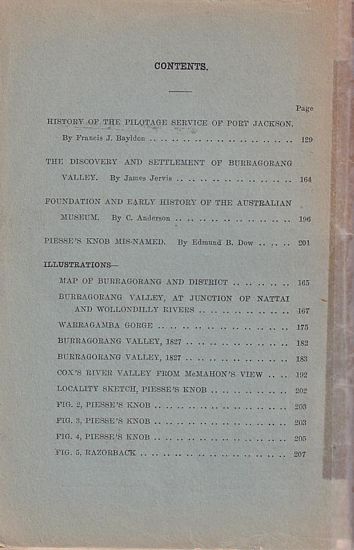 CONTENTS.
Page
HISTORY OF THE PILOTAGE SERVICE OF PORT JACKSON.
By Francis J. Bayldon .. .. .. .. .. .. .. .. .. .. .. .. 129
THE DISCOVERY AND SETTLEMENT OF BURRAGORANG
VALLEY. By James Jervis .. .. .. .. .. .. .. .. .. .. 164
FOUNDATION AND EARLY HISTORY OF THE AUSTRALIAN
MUSEUM. By C. Anderson .. .. .. .. .. .. .. .. .. .. 196
PIESSE'S KNOB MIS-NAMED. By Edmund B. Dow .. .. .. 201
ILLUSTRATIONS—
MAP OF BURRAGORANG AND DISTRICT .. .. .. .. .. 165
BURRAGORANG VALLEY, AT JUNCTION OF NATTAI
AND WOLLONDILLY RIVERS .. .. .. .. .. .. .. .. 167
WARRAGAMBA GORGE .. .. .. .. .. .. .. .. .. .. .. 175
BURRAGORANG VALLEY, 1827 .. .. .. .. .. .. .. .. .. 182
BURRAGORANG VALLEY, 1827 .. .. .. .. .. .. .. .. .. 183
COX'S RIVER VALLEY FROM McMAHON'S VIEW .. .. 192
LOCALITY SKETCH, PIESSE'S KNOB .. .. .. .. .. .. .. 202
FIG. 2, PIESSE'S KNOB .. .. .. .. .. .. .. .. .. .. .. .. 203
FIG. 3, PIESSE'S KNOB .. .. .. .. .. .. .. .. .. .. .. .. 203
FIG. 4, PIESSE'S KNOB .. .. .. .. .. .. .. .. .. .. .. .. 205
FIG. 5, RAZORBACK .. .. .. .. .. .. .. .. .. .. .. .. .. 207